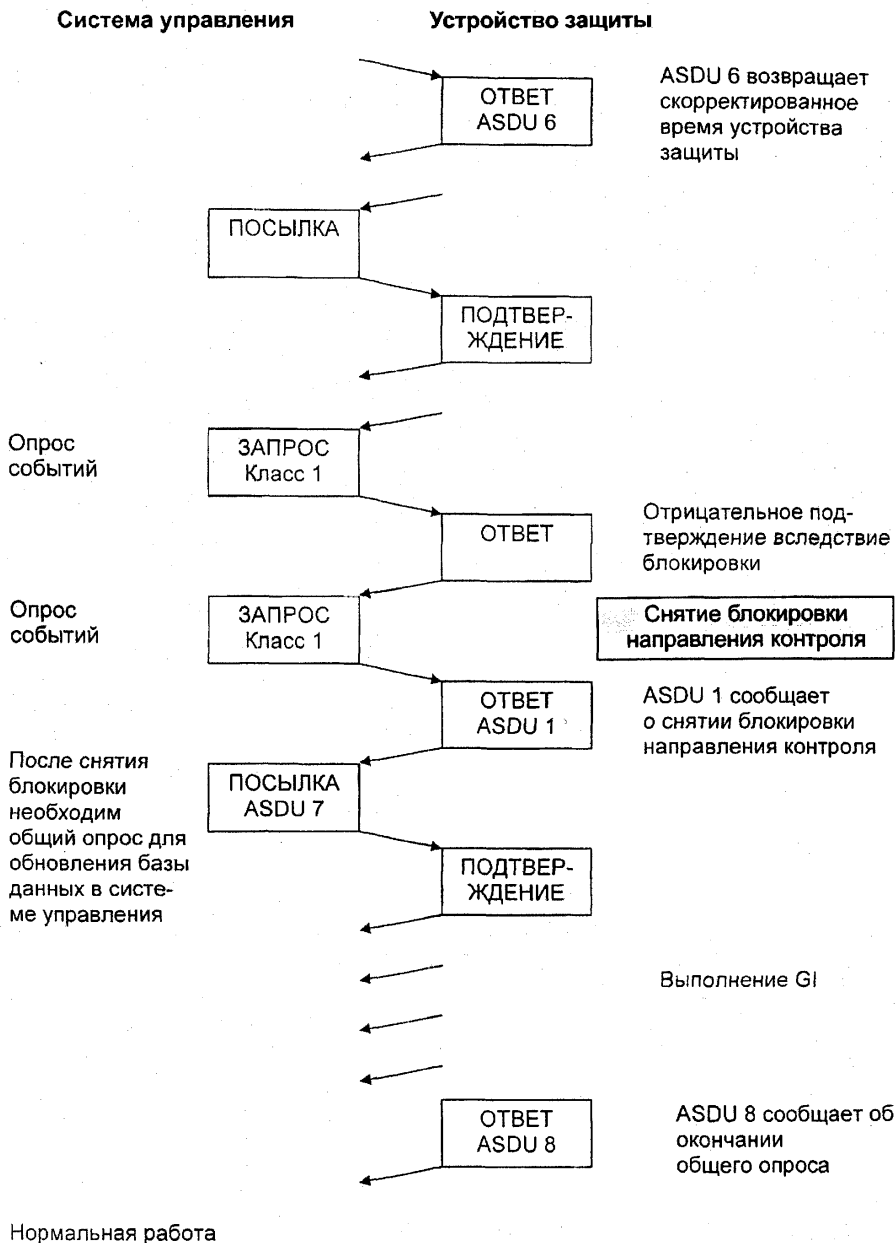 Система управления
Устройство защиты
ОТВЕТ
ASDU 6
ASDU 6 возвращает
скорректированное
время устройства
защиты
ПОСЫЛКА
ПОДТВЕР-
ЖДЕНИЕ
Опрос
событий
ЗАПРОС
Класс 1
ОТВЕТ
Отрицательное под-
тверждение вследствие
блокировки
Опрос
событий
ЗАПРОС
Класс 1
Снятие блокировки
направления контроля
ОТВЕТ
ASDU 1
ASDU 1 сообщает
о снятии блокировки
направления контроля
После снятия
блокировки
необходим
общий опрос для
обновления базы
данных в систе-
ме управления
ПОСЫЛКА
ASDU 7
ПОДТВЕР-
ЖДЕНИЕ
Выполнение GI
ОТВЕТ
ASDU 8
ASDU 8 сообщает об
окончании
общего опроса
Нормальная работа